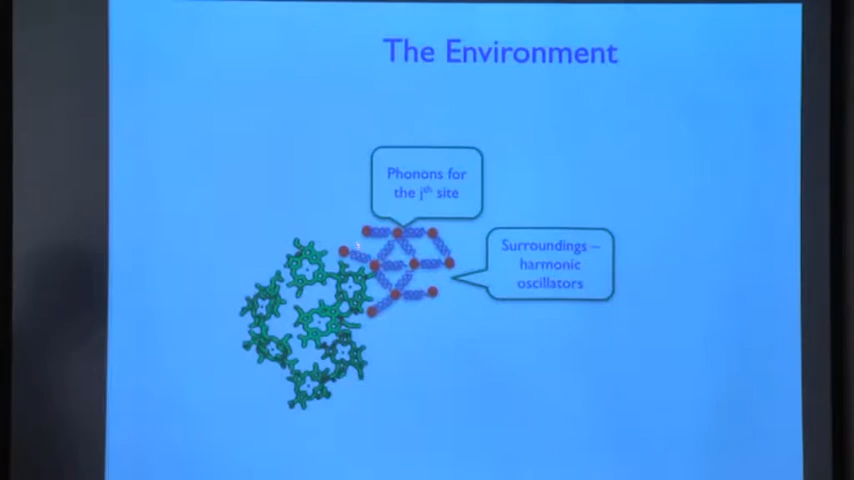 The Environment
Phonons for
the jth site
Surroundings –
harmonic
oscillators